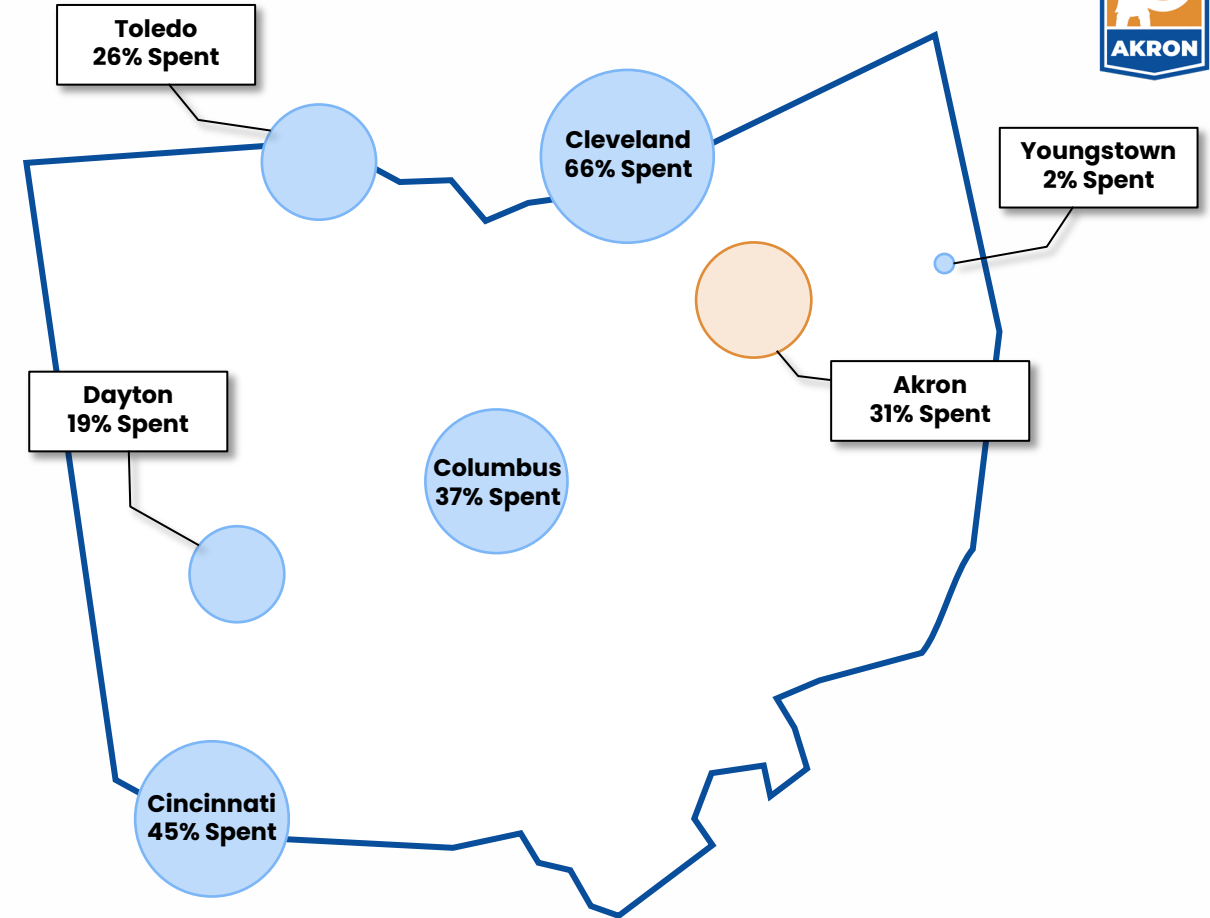 Toledo
26% Spent
AKRON
Cleveland
66% Spent
Youngstown
2% Spent
Akron
31% Spent
Dayton
19% Spent
Columbus
37% Spent
Cincinnati
45% Spent